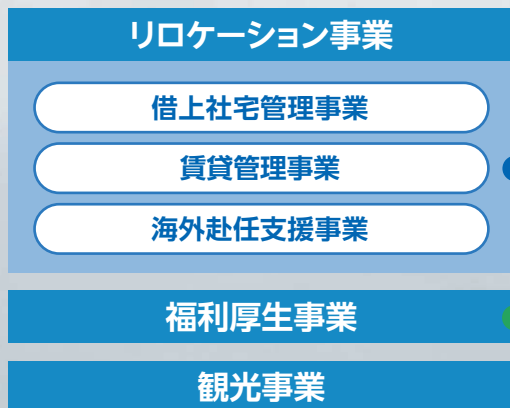 リロケーション事業
借上社宅管理事業
賃貸管理事業
海外赴任支援事業
福利厚生事業
観光事業